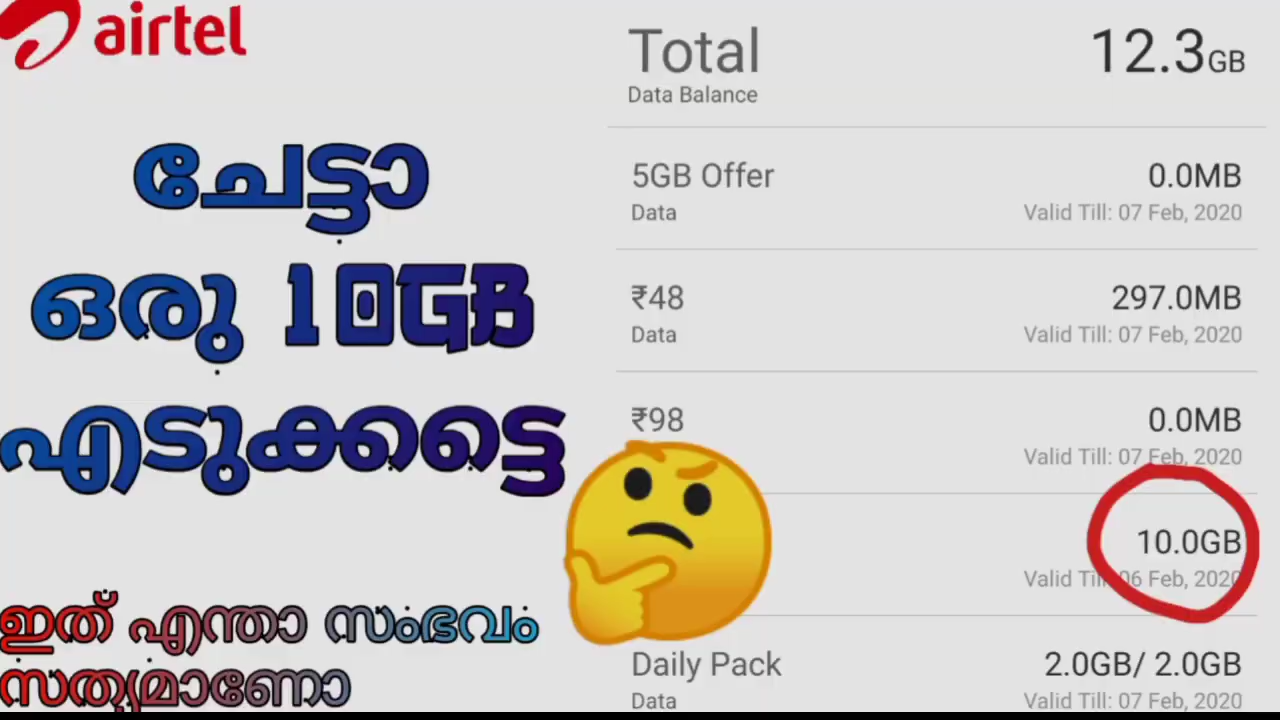 airtel
ചേട്ടാ
ഒരു 10GB
എടുക്കട്ടെ
ഇത് എന്താ സംഭവം
സത്യമാണോ
Total 12.3GB
Data Balance
5GB Offer 0.0MB
Data Valid Till: 07 Feb, 2020
₹48 297.0MB
Data Valid Till: 07 Feb, 2020
₹98 0.0MB
Valid Till: 07 Feb, 2020
10.0GB
Valid Till: 06 Feb, 2020
Daily Pack 2.0GB/ 2.0GB
Data Valid Till: 07 Feb, 2020